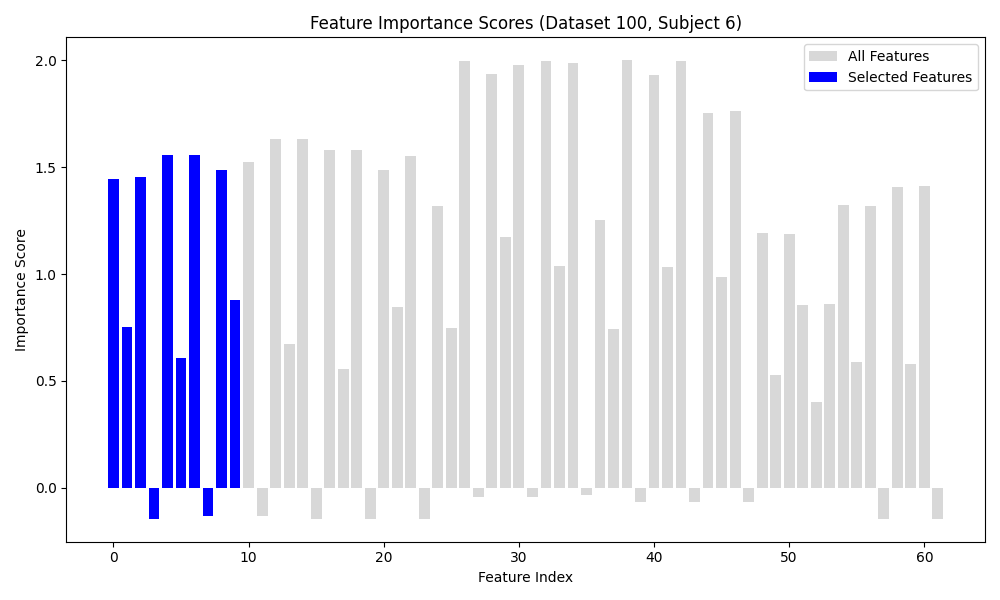 Feature Importance Scores (Dataset 100, Subject 6)
All Features
Selected Features
Importance Score
2.0
1.5
1.0
0.5
0.0
0 10 20 30 40 50 60
Feature Index